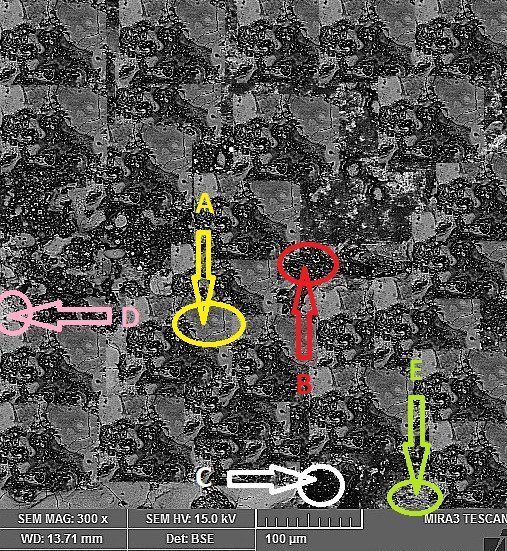 A
D
B
E
C
SEM MAG: 300 x
SEM HV: 15.0 kV
MIRA3 TESCAN
WD: 13.71 mm
Det: BSE
100 µm